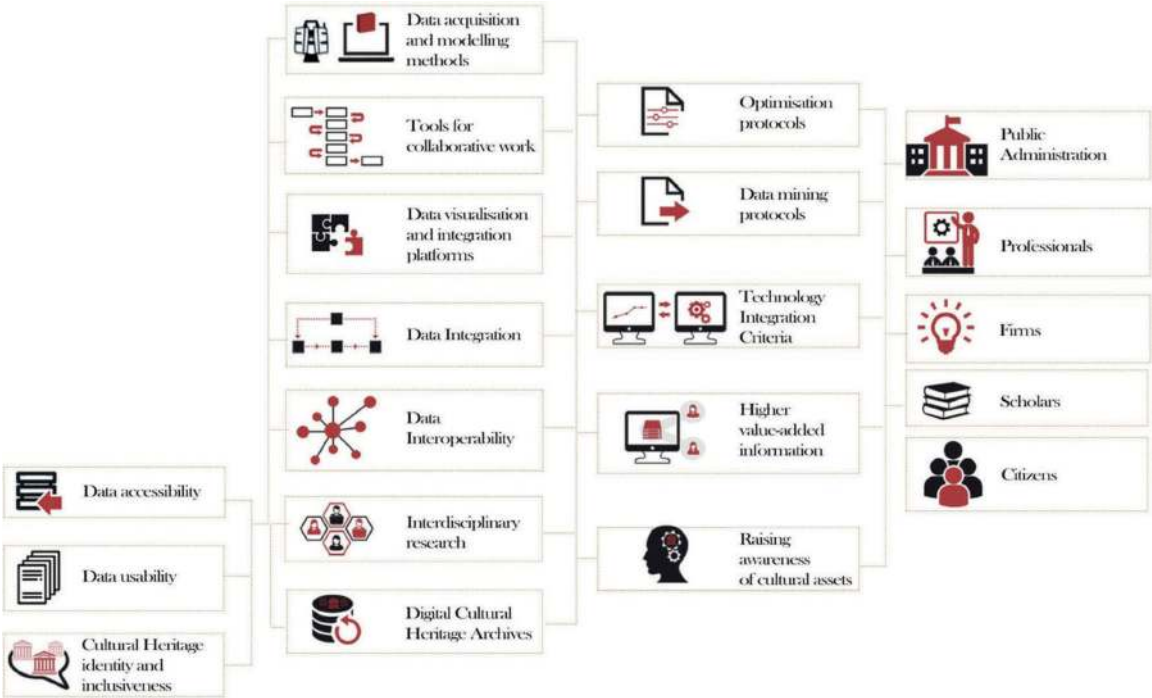 Data accessibility
Data usability
Cultural Heritage
identity and
inclusiveness
Data acquisition
and modelling
methods
Tools for
collaborative work
Data visualisation
and integration
platforms
Data Integration
Data
Interoperability
Interdisciplinary
research
Digital Cultural
Heritage Archives
Optimisation
protocols
Data mining
protocols
Technology
Integration
Criteria
Higher
value-added
information
Raising
awareness
of cultural assets
Public
Administration
Professionals
Firms
Scholars
Citizens